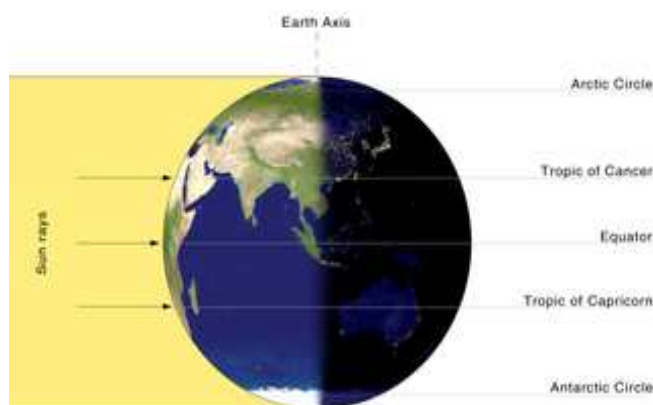 Earth Axis
Arctic Circle
Tropic of Cancer
Sun rays
Equator
Tropic of Capricorn
Antarctic Circle